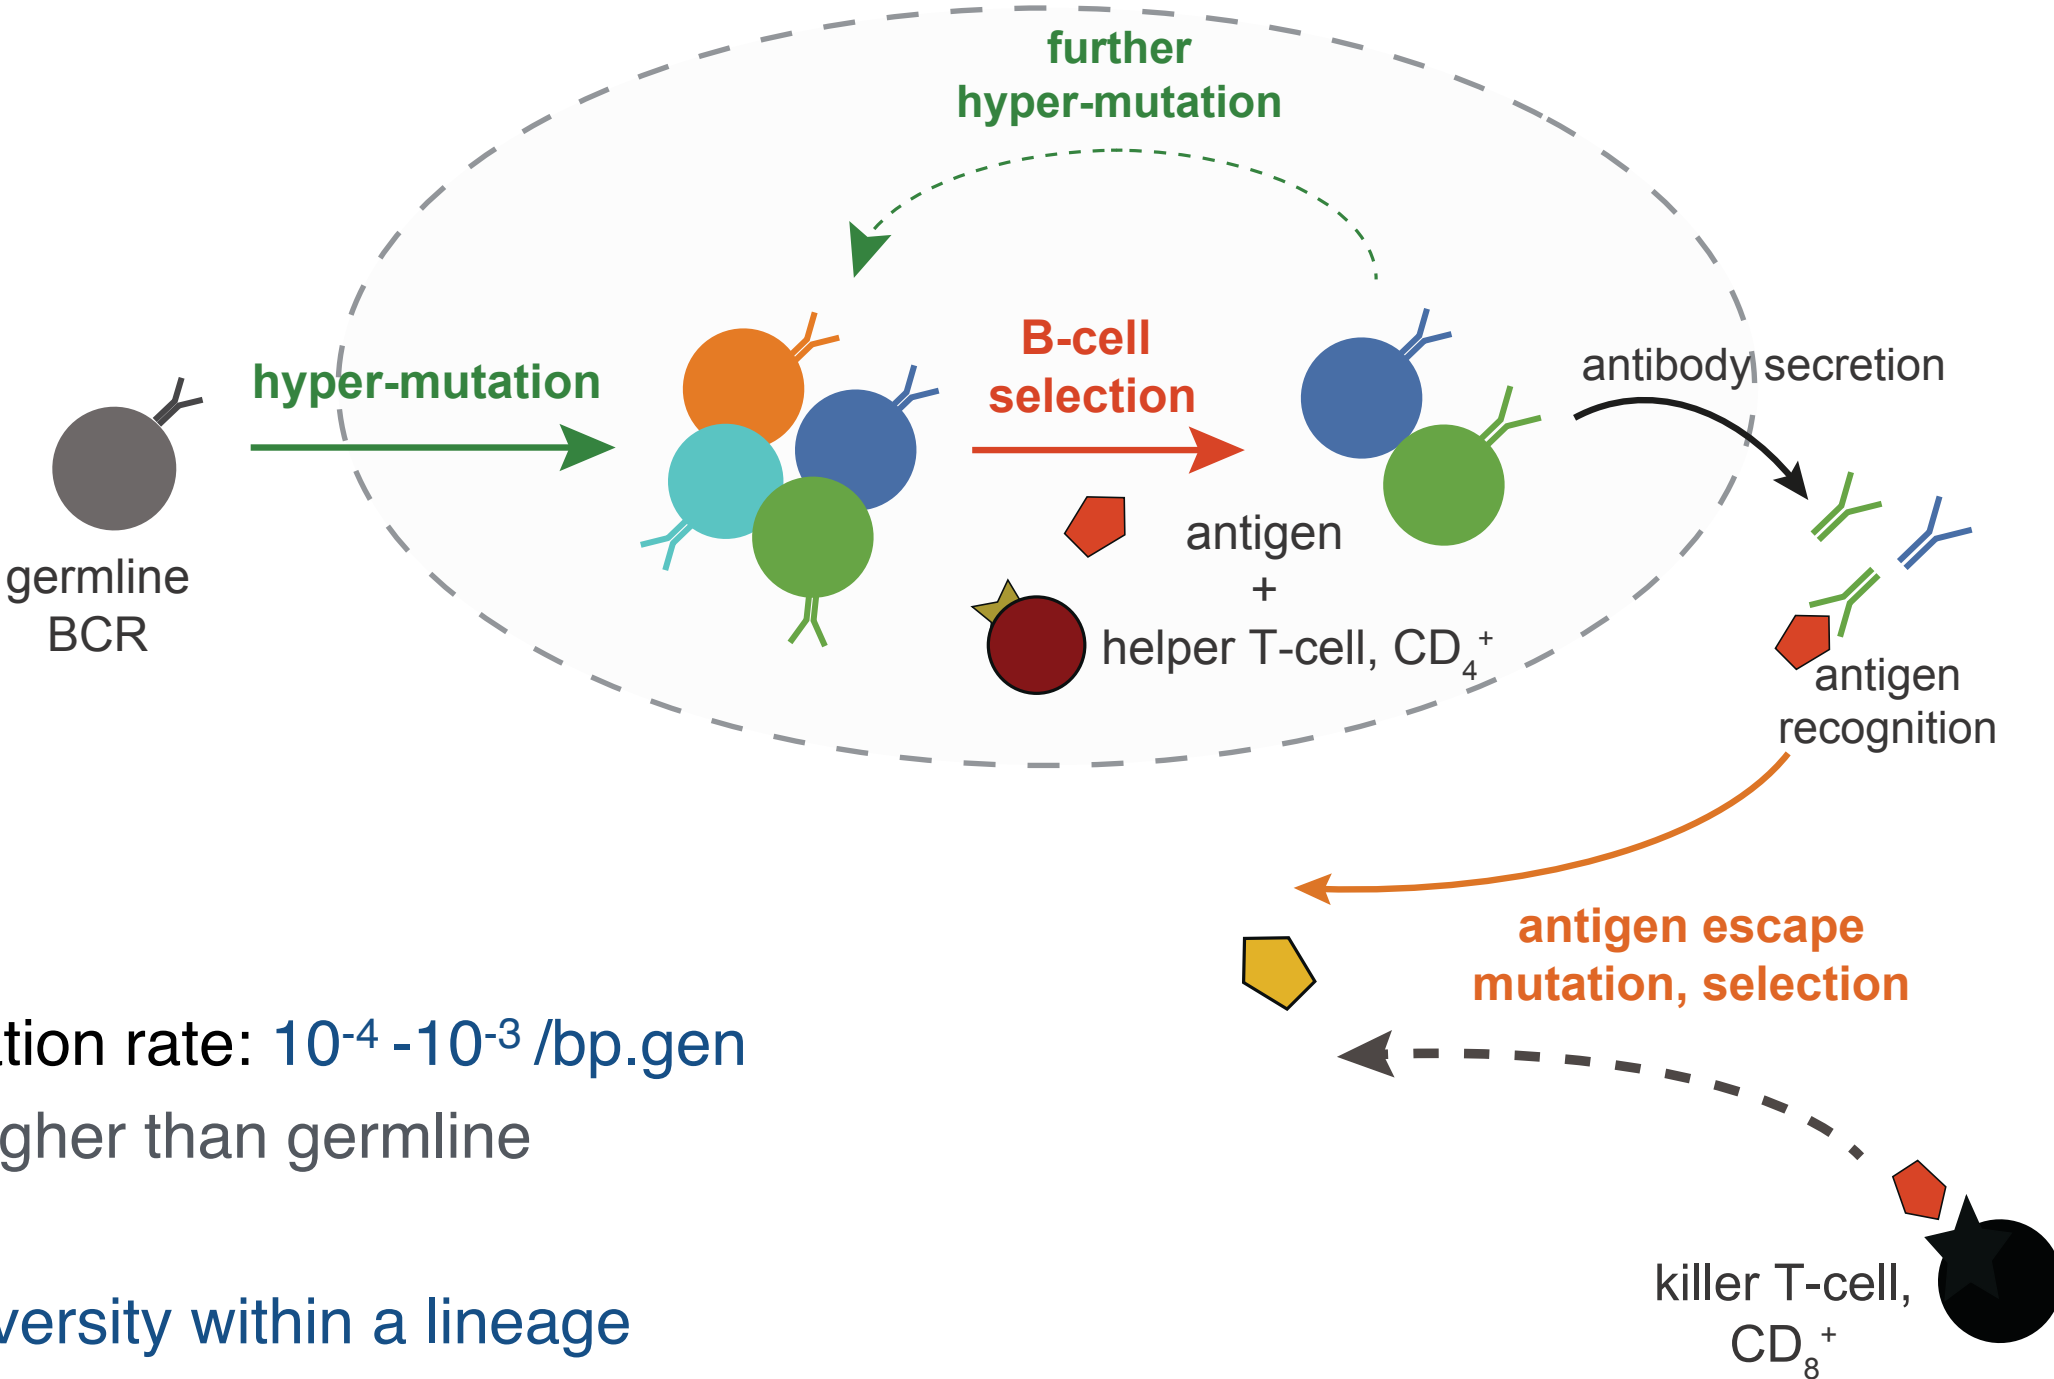 further
hyper-mutation
hyper-mutation
B-cell
selection
antibody secretion
germline
BCR
antigen
+
helper T-cell, CD₄⁺
antigen
recognition
antigen escape
mutation, selection
ation rate: 10⁻⁴ -10⁻³ /bp.gen
gher than germline
versity within a lineage
killer T-cell,
CD₈⁺